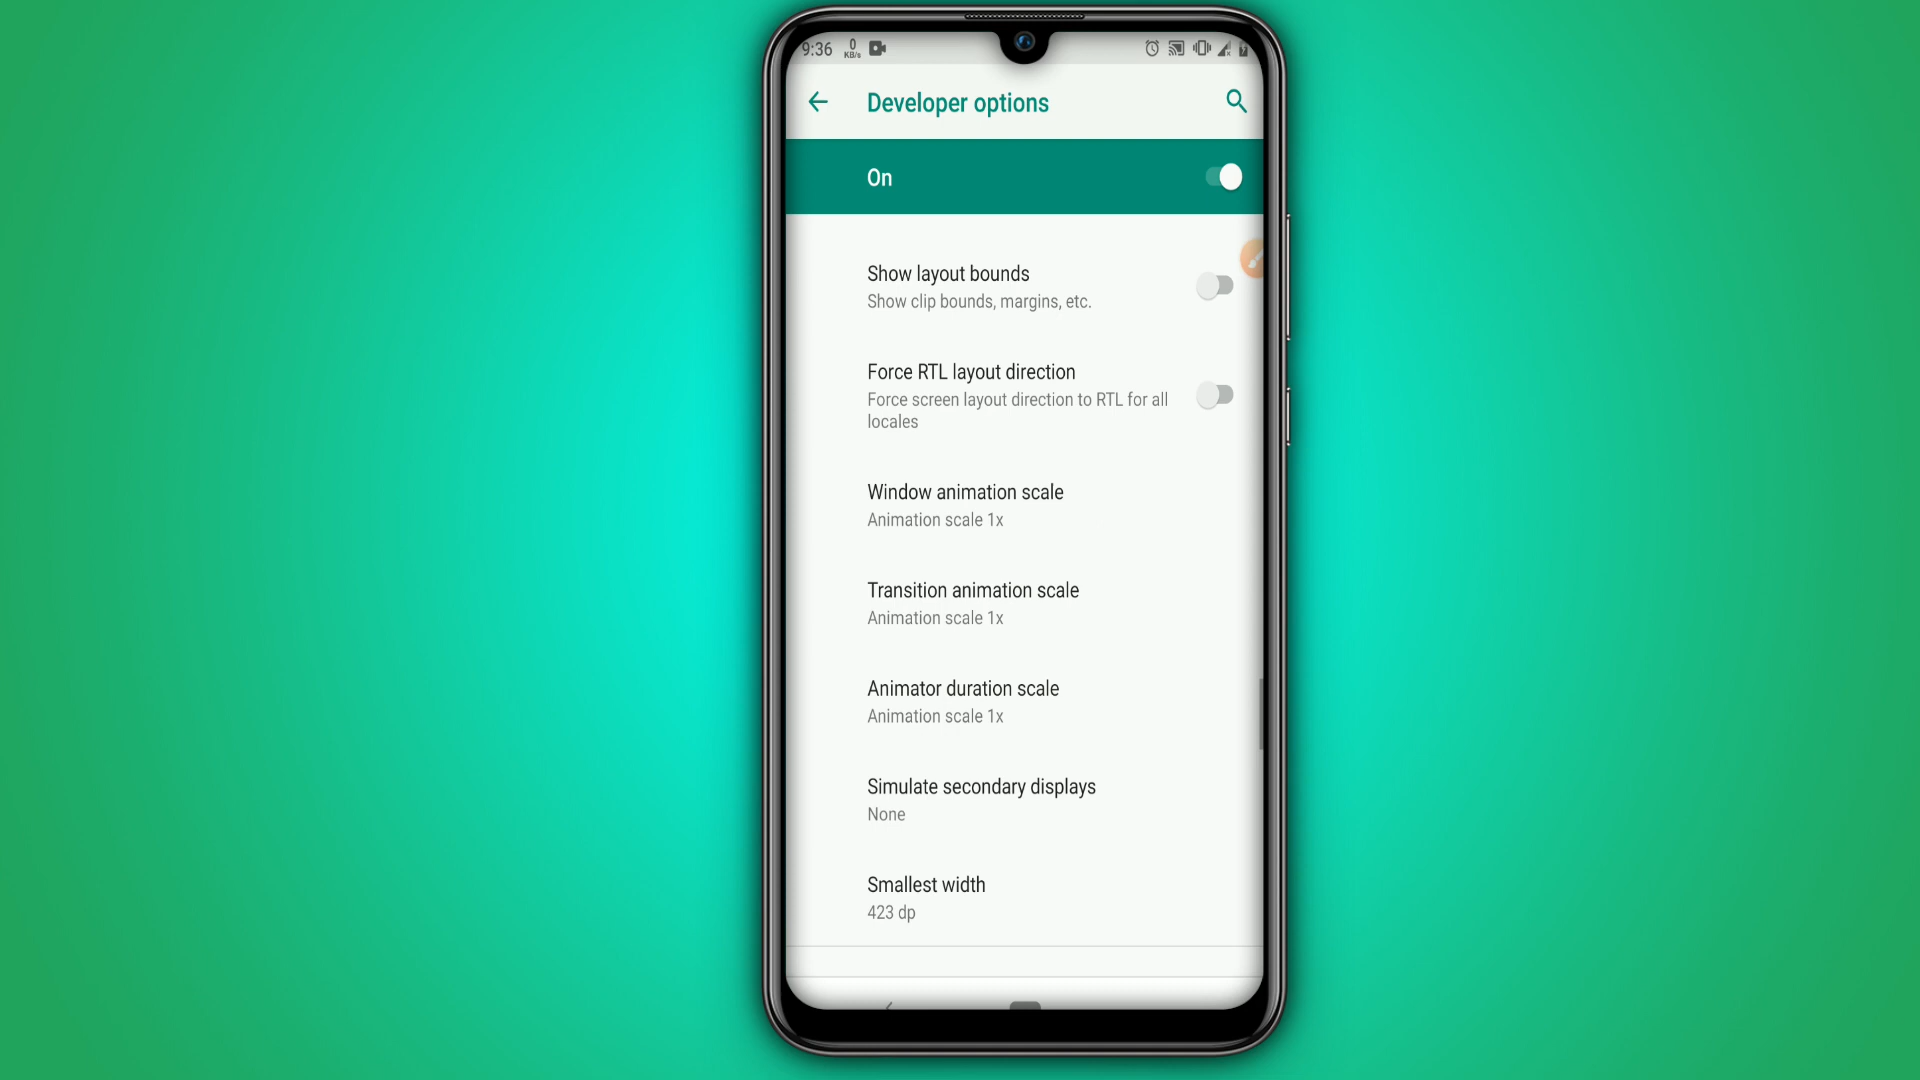 9:36 0 KB/s
Developer options
On
Show layout bounds
Show clip bounds, margins, etc.
Force RTL layout direction
Force screen layout direction to RTL for all
locales
Window animation scale
Animation scale 1x
Transition animation scale
Animation scale 1x
Animator duration scale
Animation scale 1x
Simulate secondary displays
None
Smallest width
423 dp